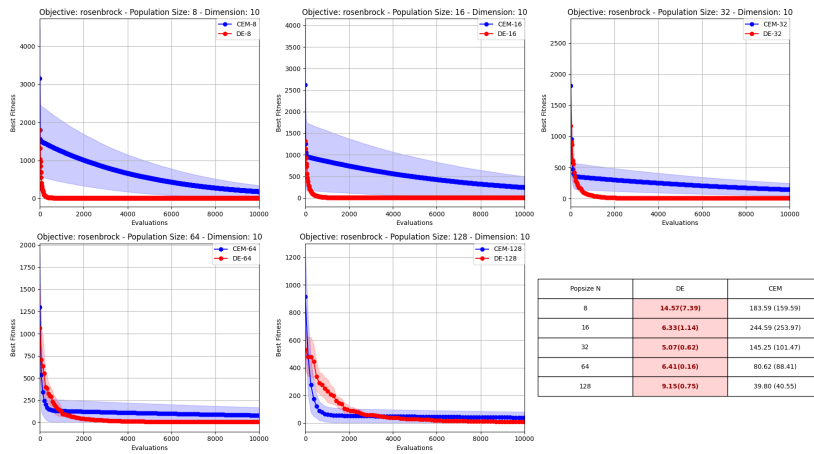 Objective: rosenbrock - Population Size: 8 - Dimension: 10
CEM-8
DE-8
4000
3000
2000
1000
0
Best Fitness
0 2000 4000 6000 8000 10000
Evaluations
Objective: rosenbrock - Population Size: 16 - Dimension: 10
CEM-16
DE-16
4000
3500
3000
2500
2000
1500
1000
500
0
Best Fitness
0 2000 4000 6000 8000 10000
Evaluations
Objective: rosenbrock - Population Size: 32 - Dimension: 10
CEM-32
DE-32
2500
2000
1500
1000
500
0
Best Fitness
0 2000 4000 6000 8000 10000
Evaluations
Objective: rosenbrock - Population Size: 64 - Dimension: 10
CEM-64
DE-64
2000
1750
1500
1250
1000
750
500
250
0
Best Fitness
0 2000 4000 6000 8000 10000
Evaluations
Objective: rosenbrock - Population Size: 128 - Dimension: 10
CEM-128
DE-128
1200
1000
800
600
400
200
0
Best Fitness
0 2000 4000 6000 8000 10000
Evaluations
Popsize N DE CEM
8 14.57(7.39) 183.59 (159.59)
16 6.33(1.14) 244.59 (253.97)
32 5.07(0.62) 145.25 (101.47)
64 6.41(0.16) 80.62 (88.41)
128 9.15(0.75) 39.80 (40.55)